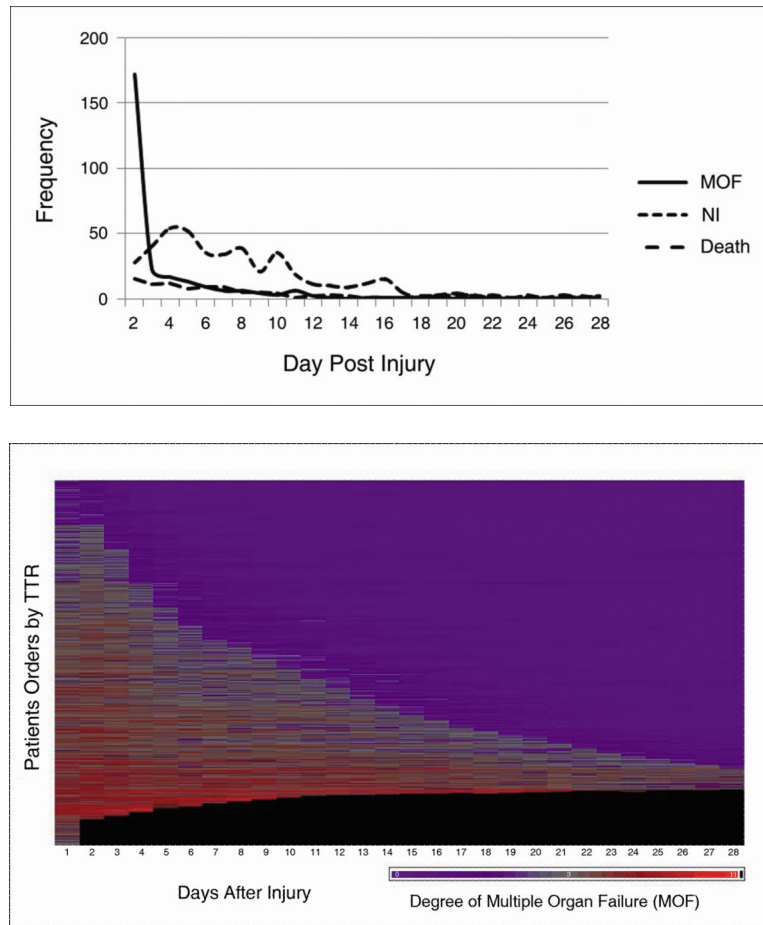 200
150
100
50
0
Frequency
2 4 6 8 10 12 14 16 18 20 22 24 26 28
Day Post Injury
MOF
NI
Death
Patients Orders by TTR
1 2 3 4 5 6 7 8 9 10 11 12 13 14 15 16 17 18 19 20 21 22 23 24 25 26 27 28
Days After Injury
0 11
Degree of Multiple Organ Failure (MOF)